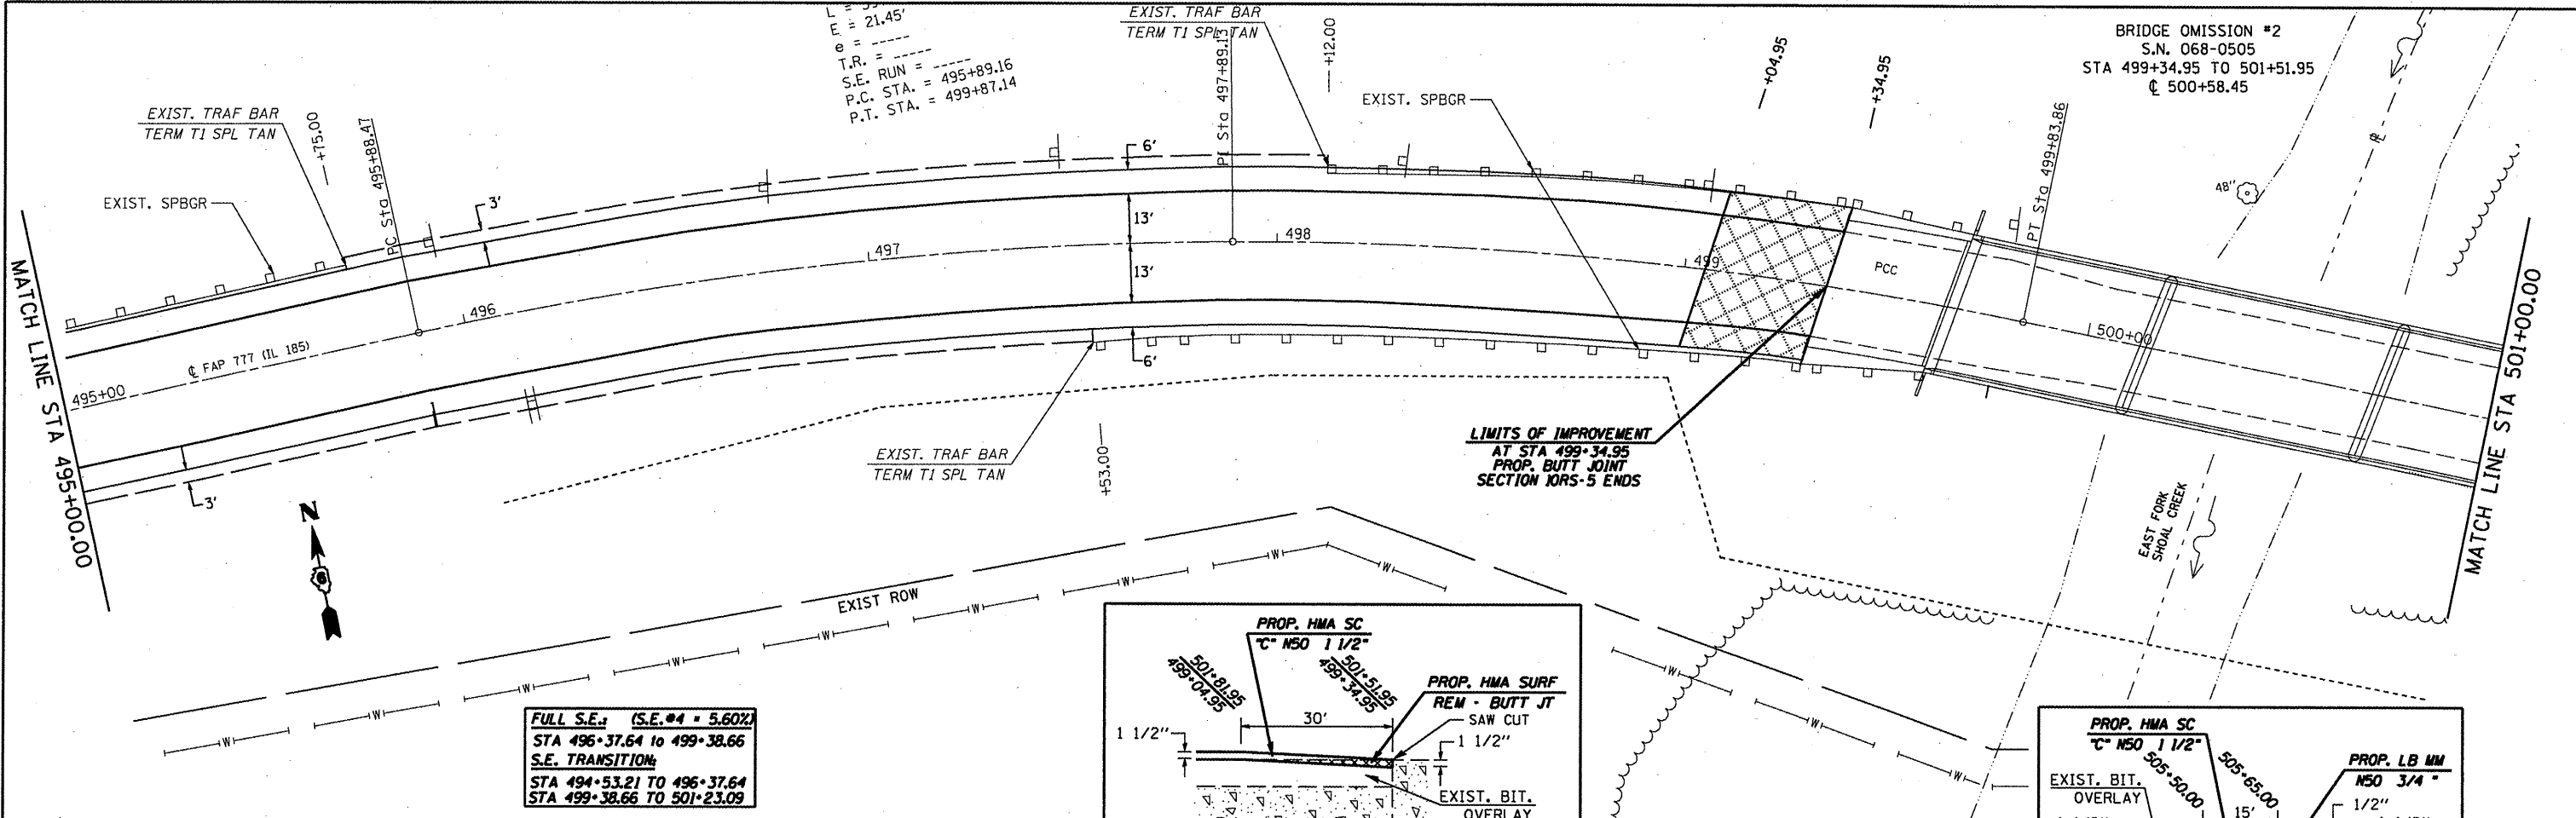 L = 
E = 21.45'
e = -----
T.R. = -----
S.E. RUN = -----
P.C. STA. = 495+89.16
P.T. STA. = 499+87.14
EXIST. TRAF BAR
TERM T1 SPL TAN
PI Sta 497+89.13
+12.00
EXIST. SPBGR
+04.95
+34.95
BRIDGE OMISSION #2
S.N. 068-0505
STA 499+34.95 TO 501+51.95
℄ 500+58.45
EXIST. TRAF BAR
TERM T1 SPL TAN
+75.00
PC Sta 495+88.47
EXIST. SPBGR
3'
6'
13'
13'
6'
3'
PT Sta 499+83.86
48"
PCC
MATCH LINE STA 495+00.00
495+00
℄ FAP 777 (IL 185)
496
497
498
499
500+00
MATCH LINE STA 501+00.00
EXIST. TRAF BAR
TERM T1 SPL TAN
+53.00
LIMITS OF IMPROVEMENT
AT STA 499+34.95
PROP. BUTT JOINT
SECTION 10RS-5 ENDS
EAST FORK
SHOAL CREEK
N
EXIST ROW
W
W
W
W
W
W
W
W
W
W
W
W
FULL S.E.: (S.E.#4 = 5.60%)
STA 496+37.64 to 499+38.66
S.E. TRANSITION:
STA 494+53.21 TO 496+37.64
STA 499+38.66 TO 501+23.09
PROP. HMA SC
"C" N50 1 1/2"
501+81.95
499+04.95
501+51.95
499+34.95
PROP. HMA SURF
REM - BUTT JT
SAW CUT
30'
1 1/2"
1 1/2"
EXIST. BIT.
OVERLAY
PROP. HMA SC
"C" N50 1 1/2"
505+50.00
505+65.00
PROP. LB MM
N50 3/4 "
EXIST. BIT.
OVERLAY
15'
1/2"